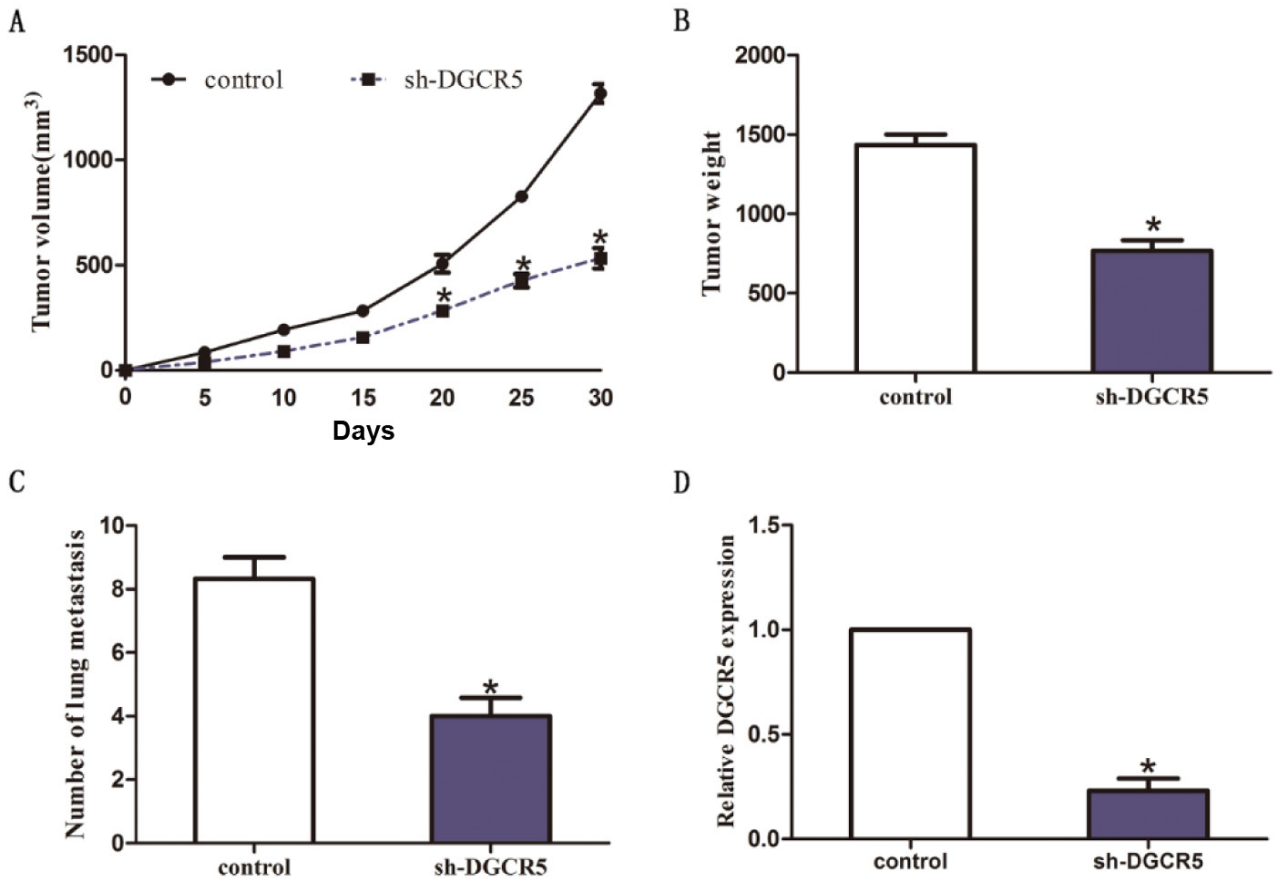 A
1500
1000
500
0
Tumor volume(mm³)
control
sh-DGCR5
*
*
*
0 5 10 15 20 25 30
Days
B
2000
1500
1000
500
0
Tumor weight
*
control sh-DGCR5
C
10
8
6
4
2
0
Number of lung metastasis
*
control sh-DGCR5
D
1.5
1.0
0.5
0.0
Relative DGCR5 expression
*
control sh-DGCR5